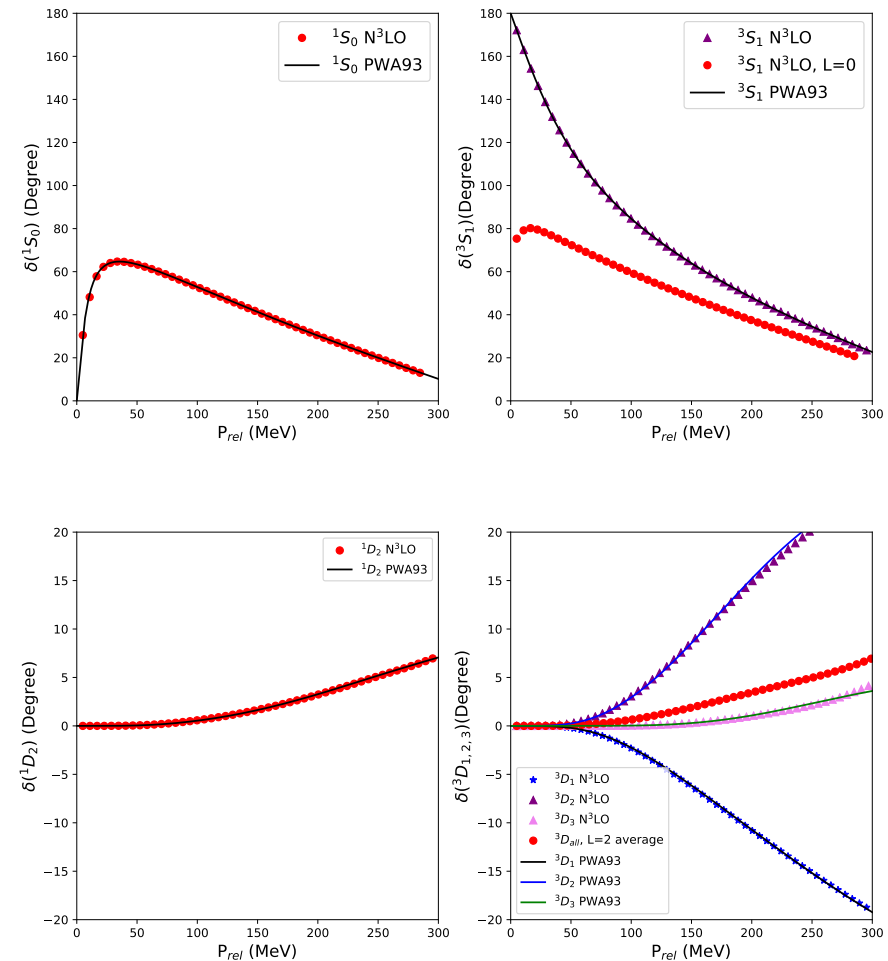 ¹S₀ N³LO
¹S₀ PWA93
δ(¹S₀) (Degree)
180
160
140
120
100
80
60
40
20
0
0 50 100 150 200 250 300
P_rel (MeV)
³S₁ N³LO
³S₁ N³LO, L=0
³S₁ PWA93
δ(³S₁)(Degree)
180
160
140
120
100
80
60
40
20
0
0 50 100 150 200 250 300
P_rel (MeV)
¹D₂ N³LO
¹D₂ PWA93
δ(¹D₂) (Degree)
20
15
10
5
0
−5
−10
−15
−20
0 50 100 150 200 250 300
P_rel (MeV)
δ(³D₁,₂,₃)(Degree)
20
15
10
5
0
−5
−10
−15
−20
³D₁ N³LO
³D₂ N³LO
³D₃ N³LO
³D_all, L=2 average
³D₁ PWA93
³D₂ PWA93
³D₃ PWA93
0 50 100 150 200 250 300
P_rel (MeV)